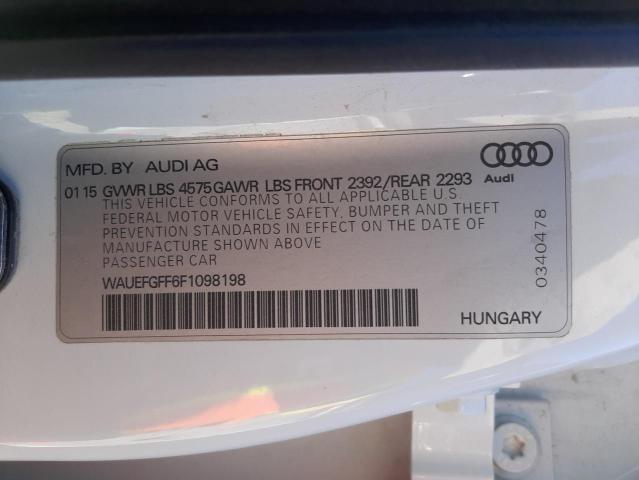 MFD. BY AUDI AG
Audi
01 15 GVWR LBS 4575 GAWR LBS FRONT 2392/REAR 2293
THIS VEHICLE CONFORMS TO ALL APPLICABLE U.S.
FEDERAL MOTOR VEHICLE SAFETY, BUMPER AND THEFT
PREVENTION STANDARDS IN EFFECT ON THE DATE OF
MANUFACTURE SHOWN ABOVE
PASSENGER CAR
WAUEFGFF6F1098198
HUNGARY
0340478